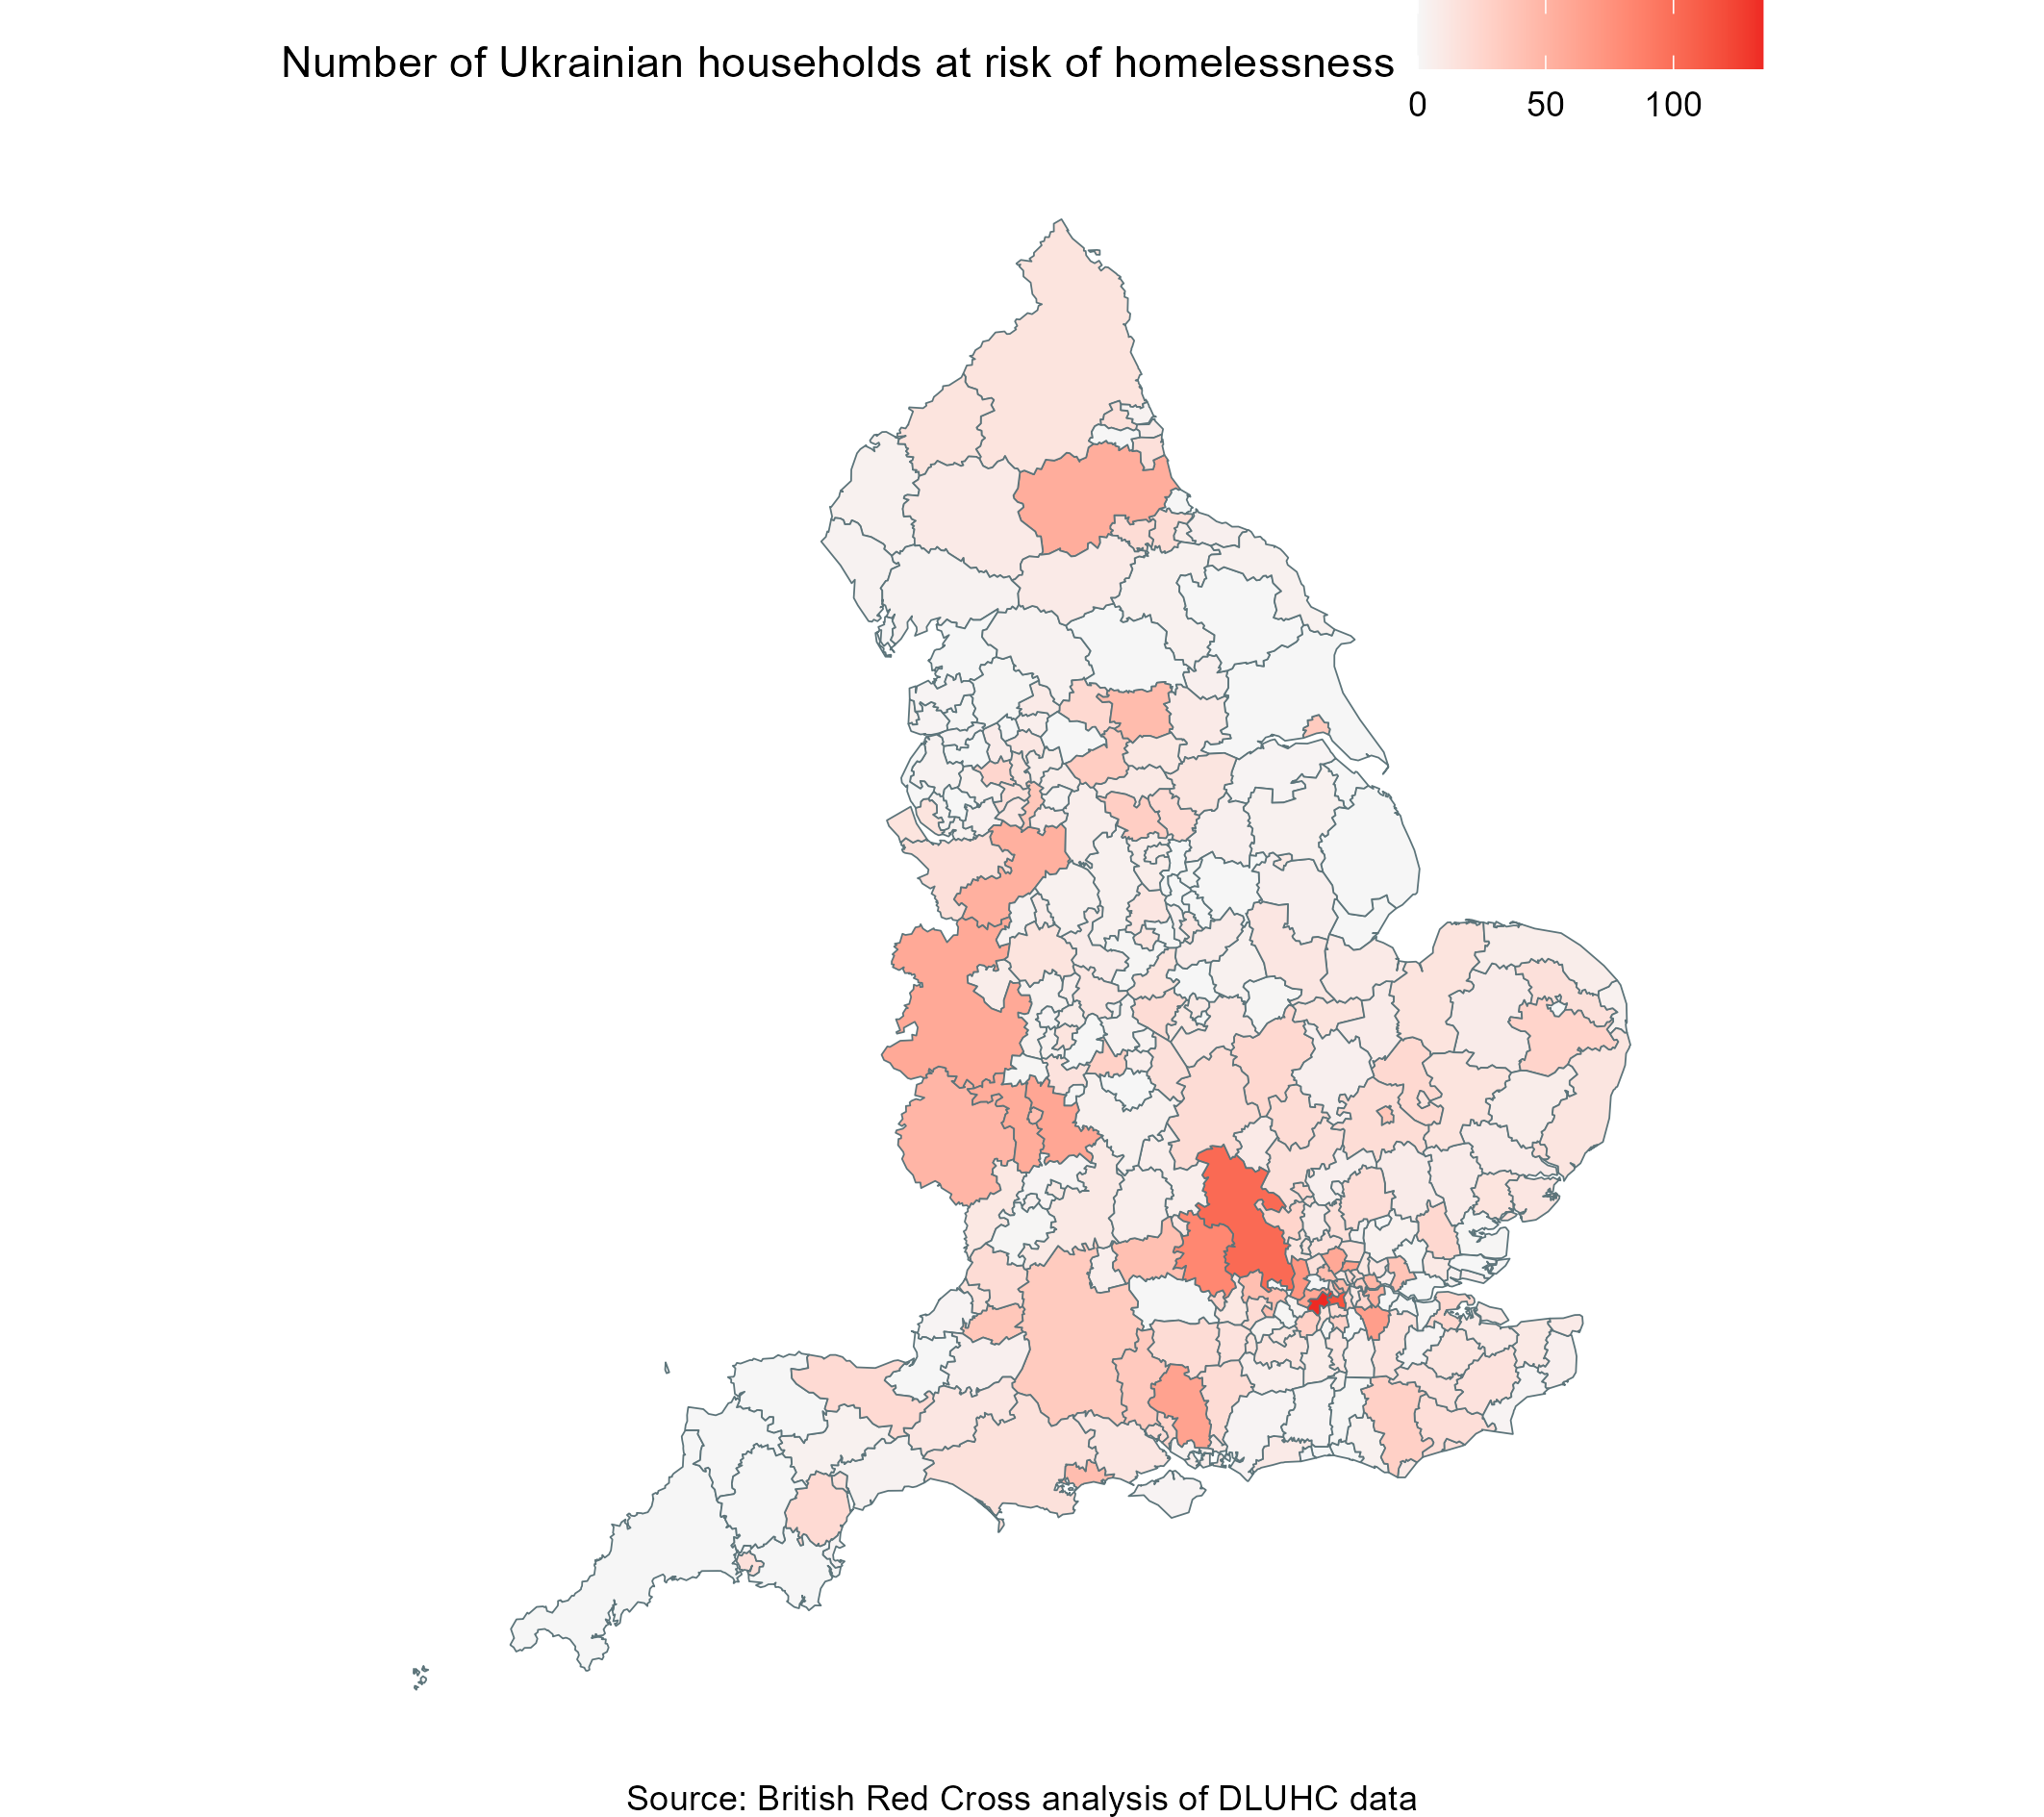 Number of Ukrainian households at risk of homelessness
0 50 100
Source: British Red Cross analysis of DLUHC data